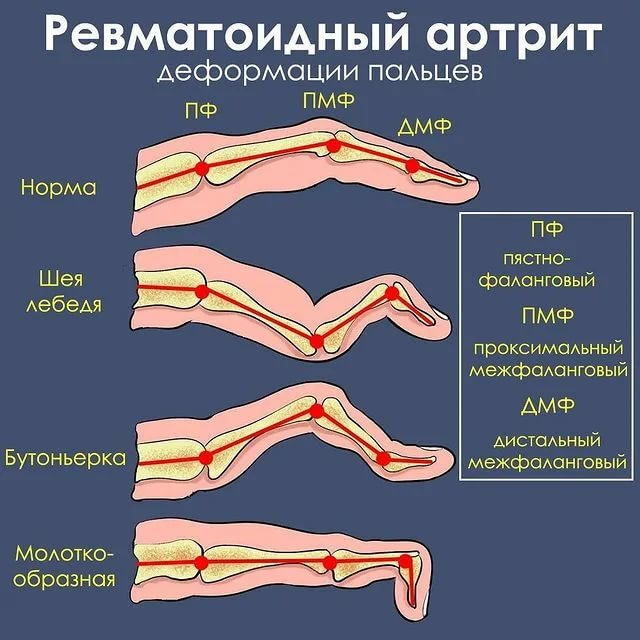 Ревматоидный артрит
деформации пальцев
ПФ
ПМФ
ДМФ
Норма
Шея
лебедя
Бутоньерка
Молотко-
образная
ПФ
пястно-
фаланговый
ПМФ
проксимальный
межфаланговый
ДМФ
дистальный
межфаланговый